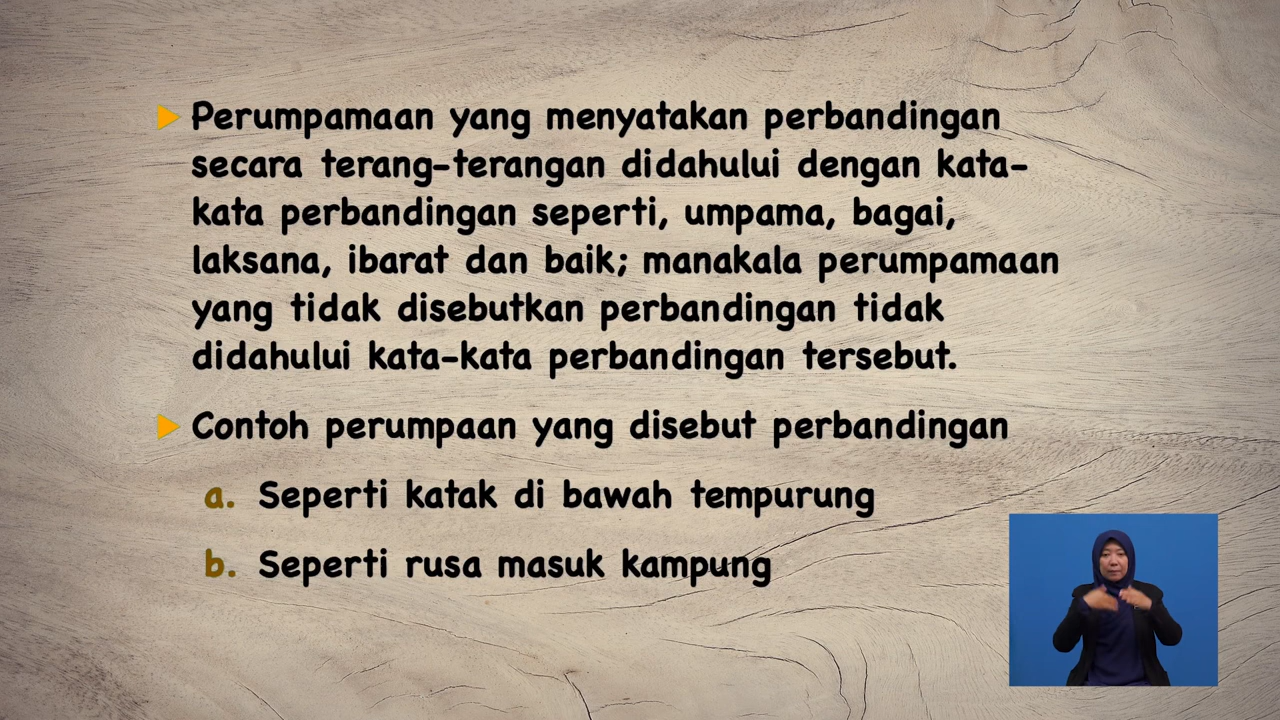 Perumpamaan yang menyatakan perbandingan
secara terang-terangan didahului dengan kata-
kata perbandingan seperti, umpama, bagai,
laksana, ibarat dan baik; manakala perumpamaan
yang tidak disebutkan perbandingan tidak
didahului kata-kata perbandingan tersebut.
Contoh perumpaan yang disebut perbandingan
a. Seperti katak di bawah tempurung
b. Seperti rusa masuk kampung